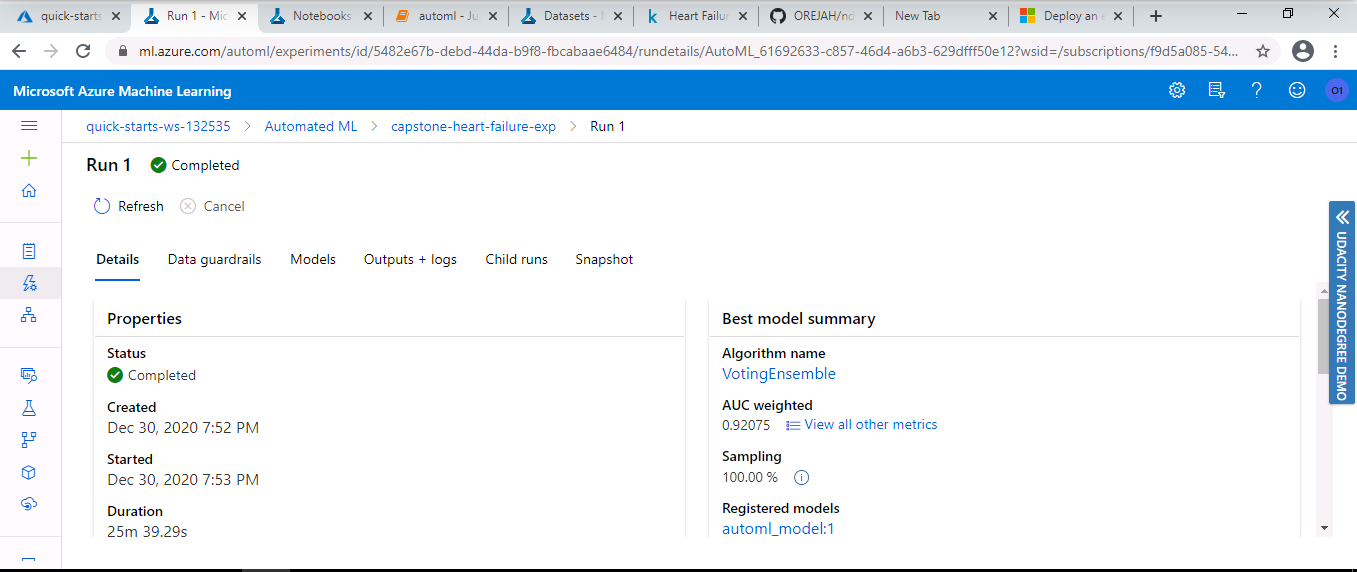 quick-starts
Run 1 - Mic
Notebooks
automl - Ju
Datasets -
Heart Failu
OREJAH/nd
New Tab
Deploy an
ml.azure.com/automl/experiments/id/5482e67b-debd-44da-b9f8-fbcabaae6484/rundetails/AutoML_61692633-c857-46d4-a6b3-629dfff50e12?wsid=/subscriptions/f9d5a085-54...
Microsoft Azure Machine Learning
O1
quick-starts-ws-132535 > Automated ML > capstone-heart-failure-exp > Run 1
Run 1 Completed
Refresh Cancel
Details Data guardrails Models Outputs + logs Child runs Snapshot
Properties
Status
Completed
Created
Dec 30, 2020 7:52 PM
Started
Dec 30, 2020 7:53 PM
Duration
25m 39.29s
Best model summary
Algorithm name
VotingEnsemble
AUC weighted
0.92075 View all other metrics
Sampling
100.00 %
Registered models
automl_model:1
UDACITY NANODEGREE DEMO